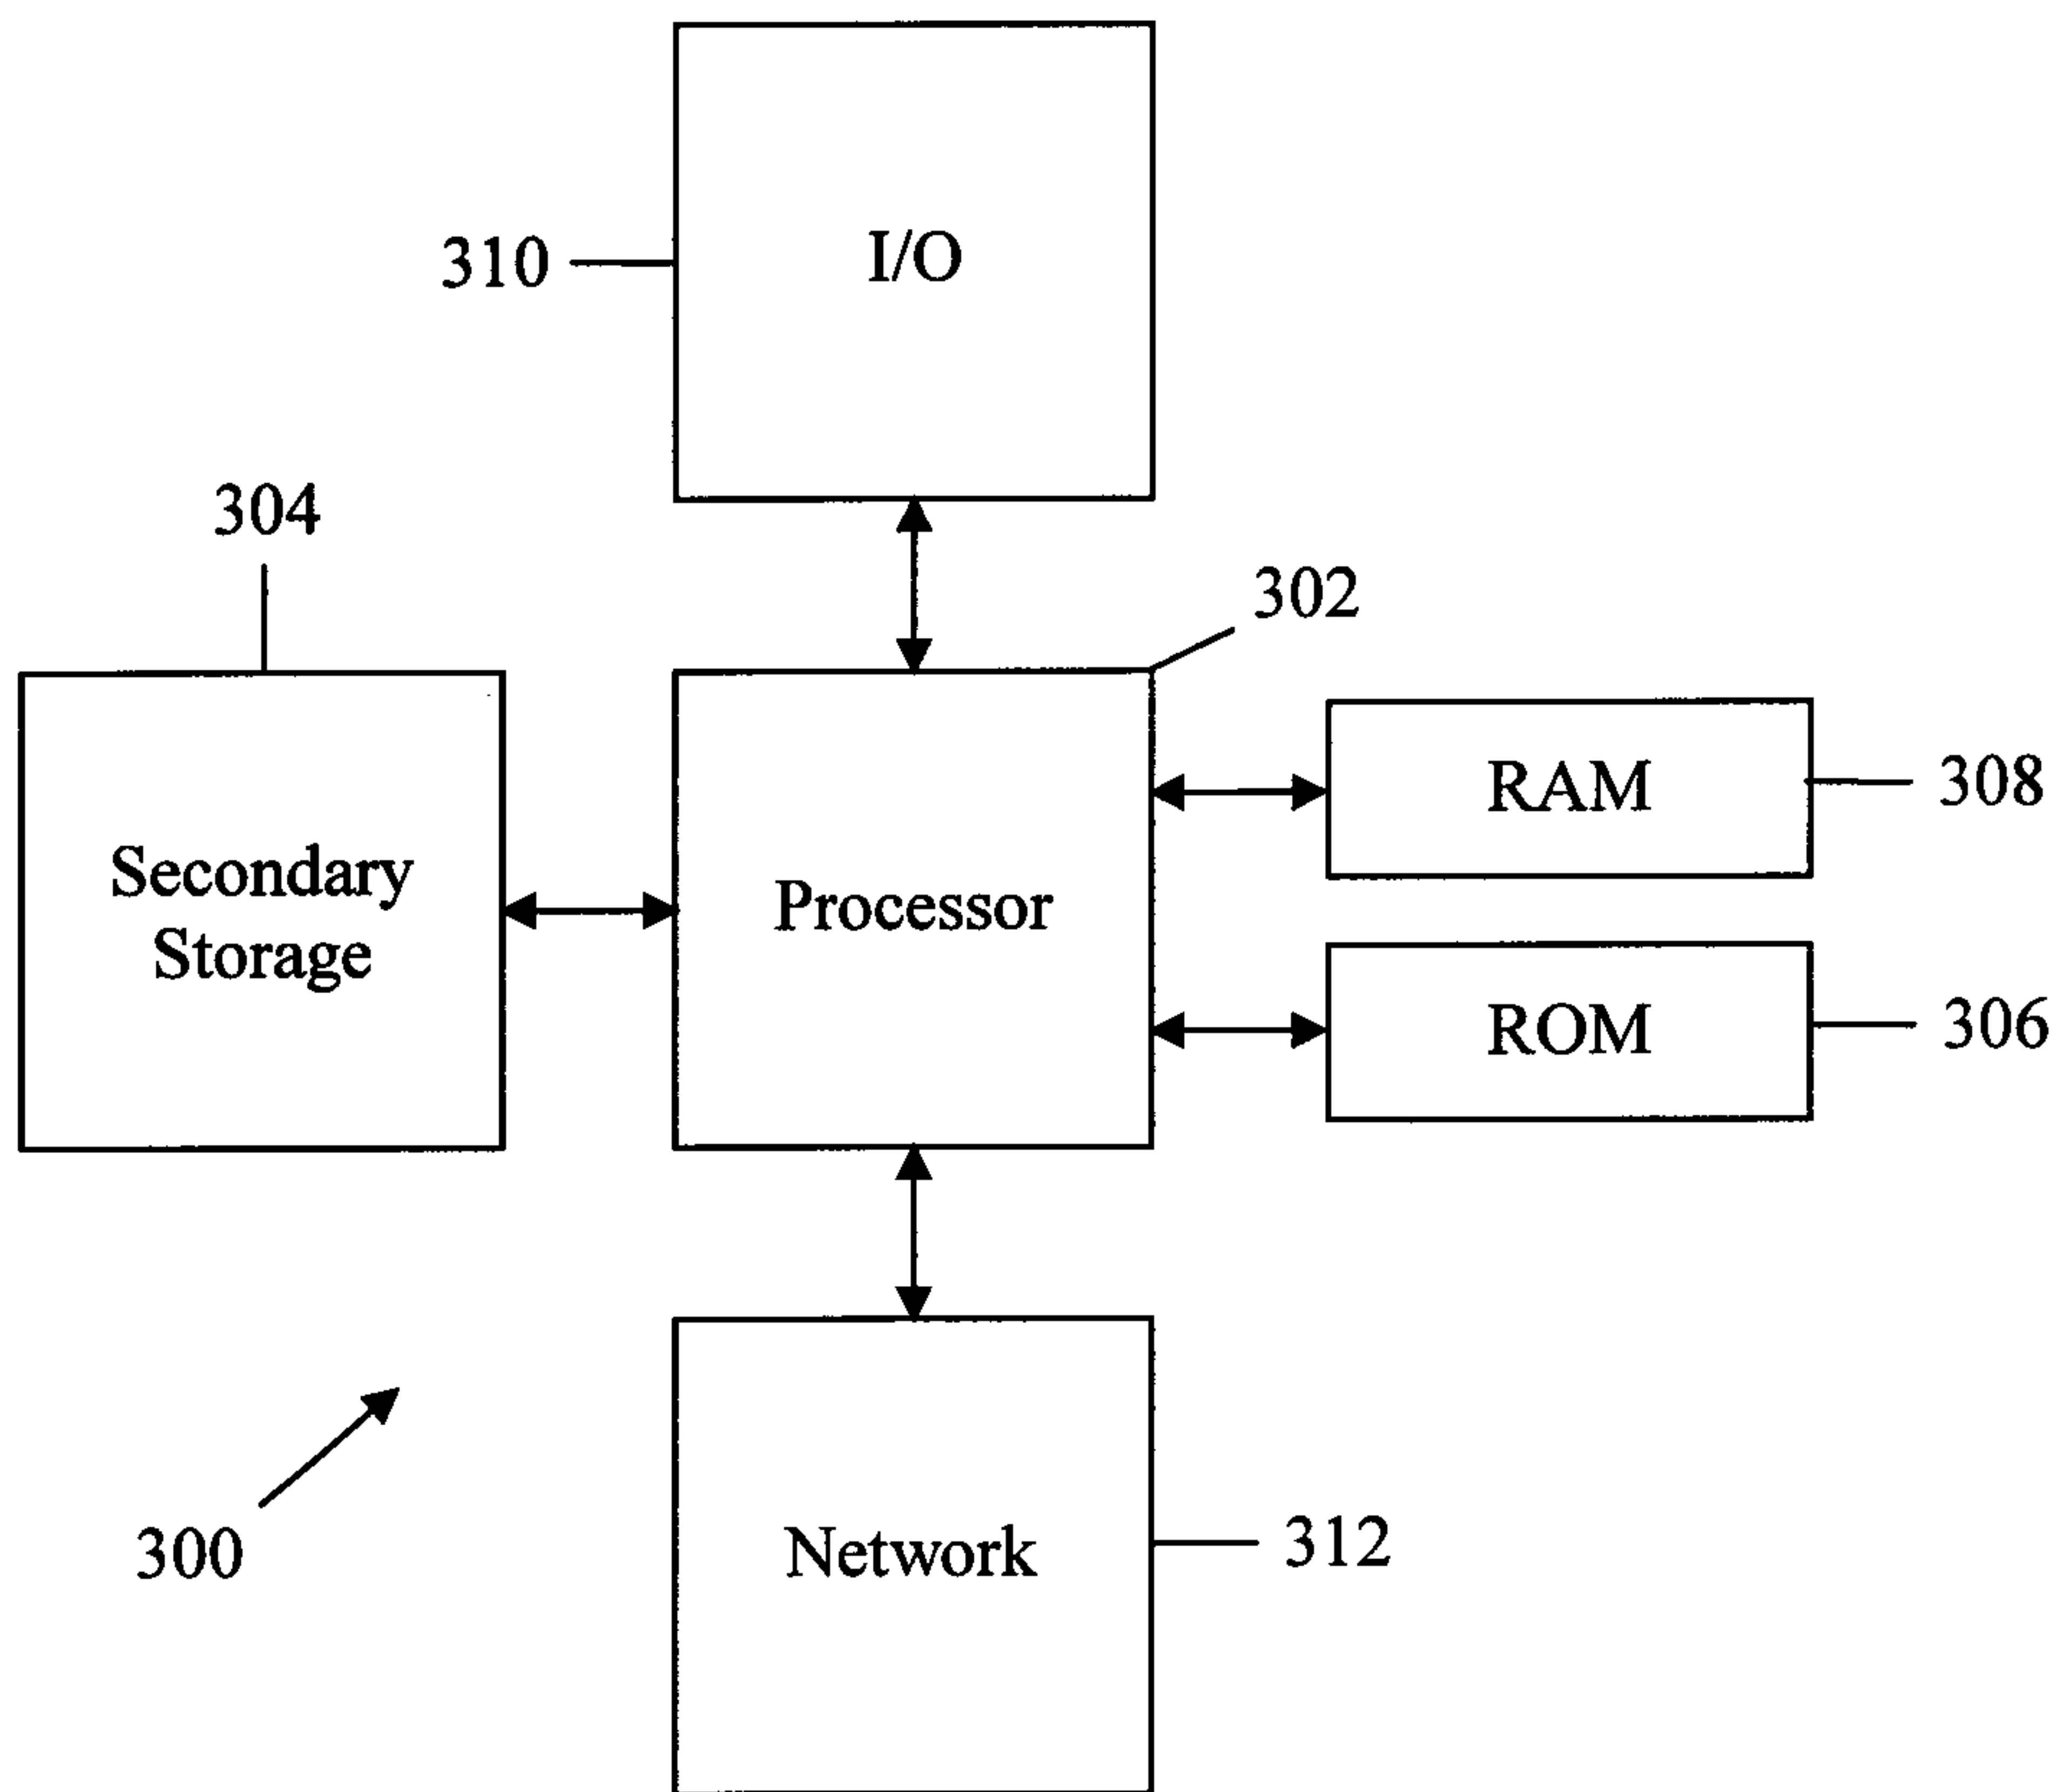 310
I/O
304
302
Secondary
Storage
Processor
RAM
308
ROM
306
300
Network
312